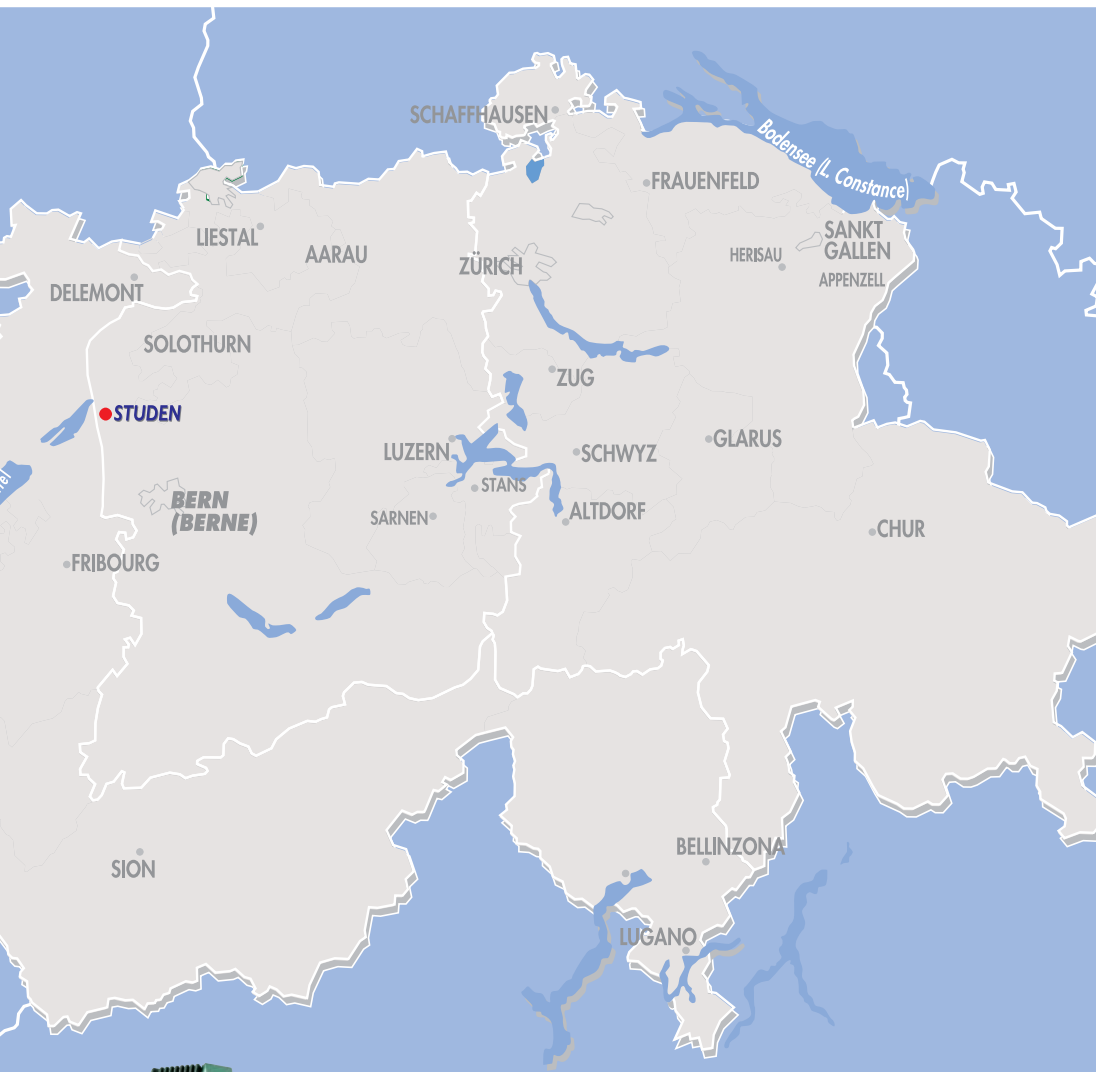 SCHAFFHAUSEN
Bodensee (L. Constance)
FRAUENFELD
LIESTAL
AARAU
ZÜRICH
HERISAU
SANKT
GALLEN
APPENZELL
DELEMONT
SOLOTHURN
ZUG
STUDEN
LUZERN
SCHWYZ
GLARUS
STANS
BERN
(BERNE)
SARNEN
ALTDORF
CHUR
FRIBOURG
BELLINZONA
SION
LUGANO